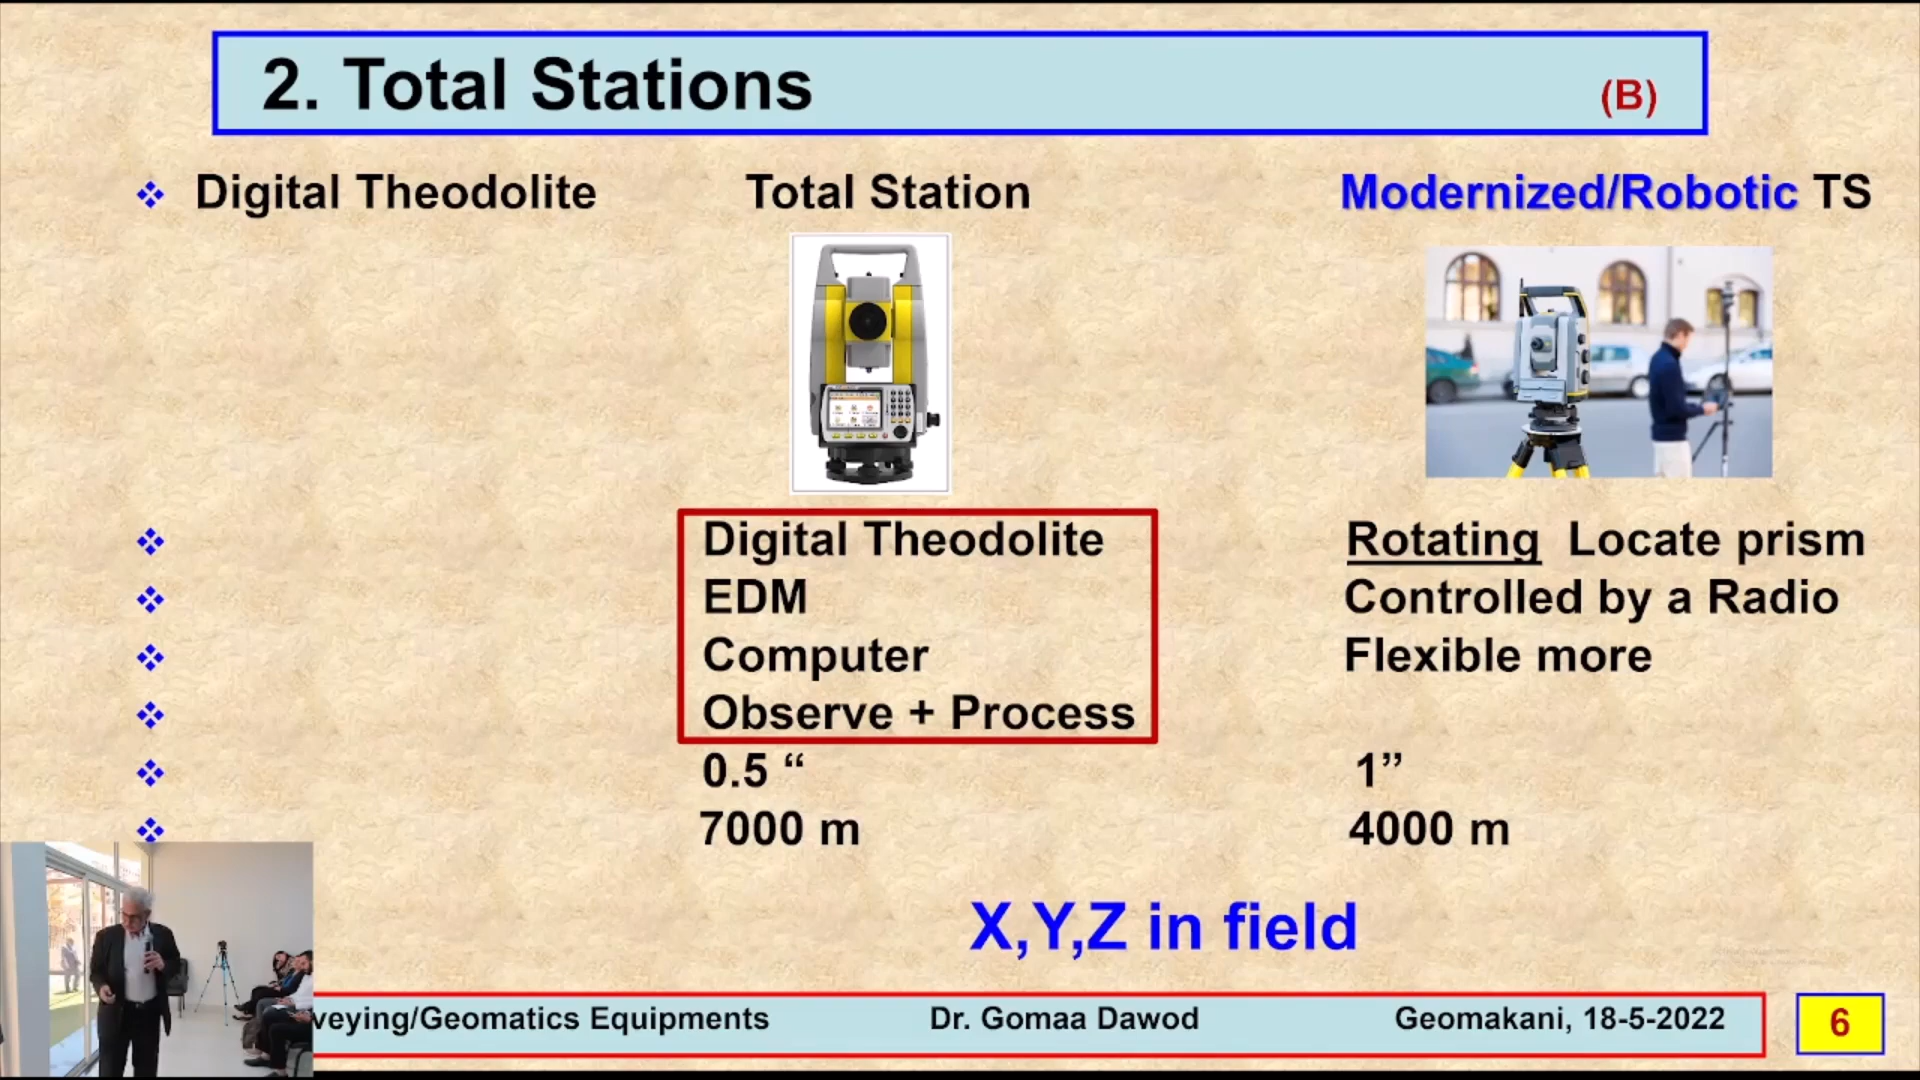 2. Total Stations (B)
Digital Theodolite Total Station Modernized/Robotic TS
Digital Theodolite Rotating Locate prism
EDM Controlled by a Radio
Computer Flexible more
Observe + Process
0.5 “ 1”
7000 m 4000 m
X,Y,Z in field
veying/Geomatics Equipments Dr. Gomaa Dawod Geomakani, 18-5-2022 6